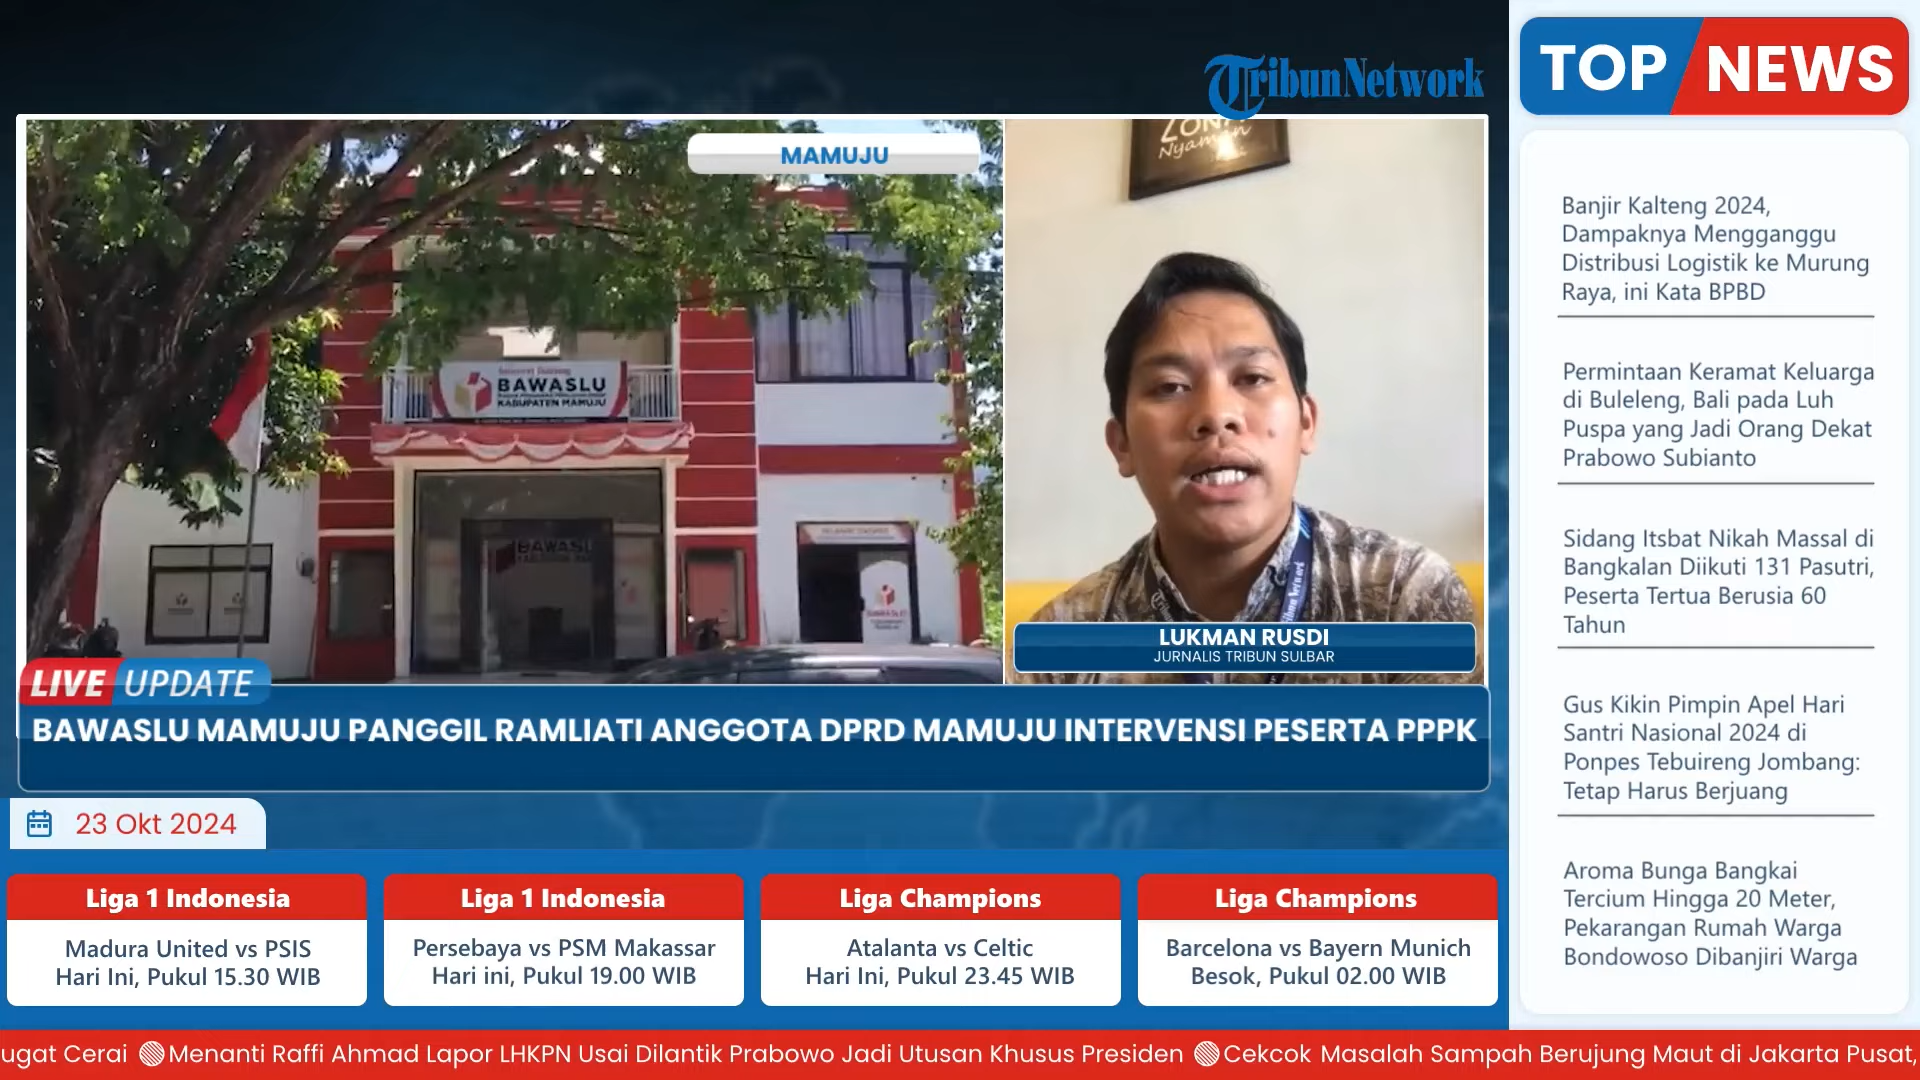 TribunNetwork
TOP NEWS
MAMUJU
ZONA
Nyaman
Selamat Datang
BAWASLU
KABUPATEN MAMUJU
BAWASLU
LUKMAN RUSDI
JURNALIS TRIBUN SULBAR
LIVE UPDATE
BAWASLU MAMUJU PANGGIL RAMLIATI ANGGOTA DPRD MAMUJU INTERVENSI PESERTA PPPK
23 Okt 2024
Liga 1 Indonesia
Madura United vs PSIS
Hari Ini, Pukul 15.30 WIB
Liga 1 Indonesia
Persebaya vs PSM Makassar
Hari ini, Pukul 19.00 WIB
Liga Champions
Atalanta vs Celtic
Hari Ini, Pukul 23.45 WIB
Liga Champions
Barcelona vs Bayern Munich
Besok, Pukul 02.00 WIB
Banjir Kalteng 2024,
Dampaknya Mengganggu
Distribusi Logistik ke Murung
Raya, ini Kata BPBD
Permintaan Keramat Keluarga
di Buleleng, Bali pada Luh
Puspa yang Jadi Orang Dekat
Prabowo Subianto
Sidang Itsbat Nikah Massal di
Bangkalan Diikuti 131 Pasutri,
Peserta Tertua Berusia 60
Tahun
Gus Kikin Pimpin Apel Hari
Santri Nasional 2024 di
Ponpes Tebuireng Jombang:
Tetap Harus Berjuang
Aroma Bunga Bangkai
Tercium Hingga 20 Meter,
Pekarangan Rumah Warga
Bondowoso Dibanjiri Warga
ugat Cerai Menanti Raffi Ahmad Lapor LHKPN Usai Dilantik Prabowo Jadi Utusan Khusus Presiden Cekcok Masalah Sampah Berujung Maut di Jakarta Pusat,